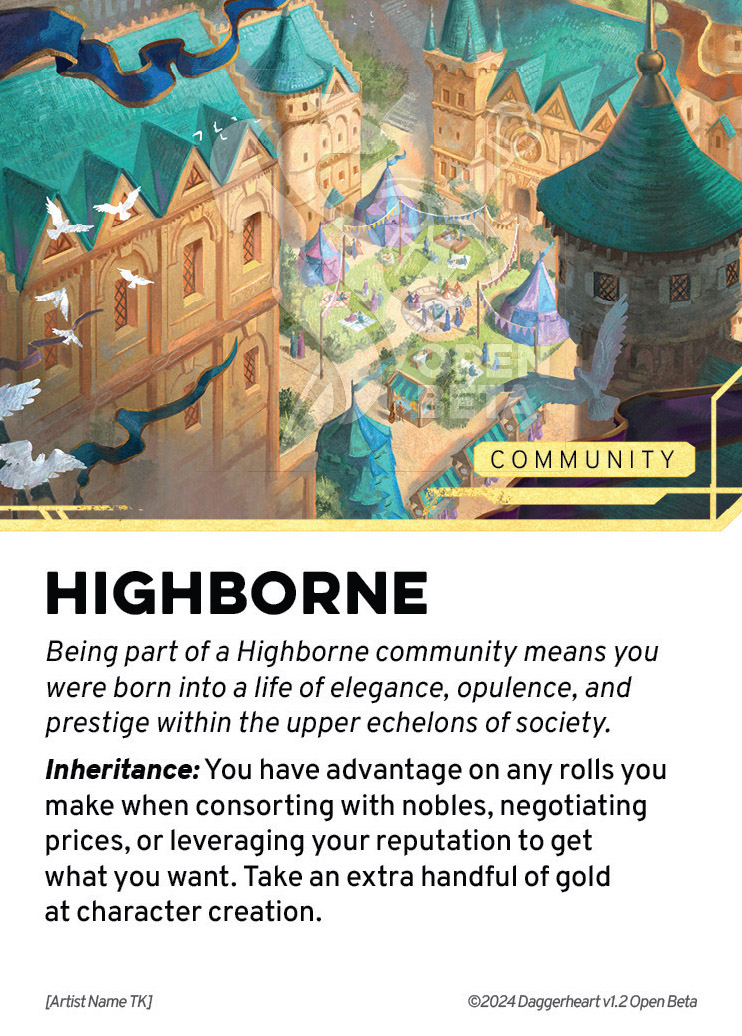 OPEN
BETA
COMMUNITY
HIGHBORNE
Being part of a Highborne community means you
were born into a life of elegance, opulence, and
prestige within the upper echelons of society.
Inheritance: You have advantage on any rolls you
make when consorting with nobles, negotiating
prices, or leveraging your reputation to get
what you want. Take an extra handful of gold
at character creation.
[Artist Name TK]
©2024 Daggerheart v1.2 Open Beta